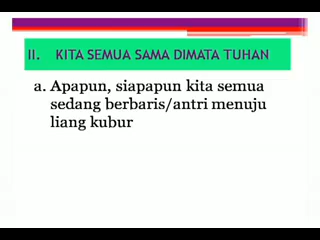 II. KITA SEMUA SAMA DIMATA TUHAN
a. Apapun, siapapun kita semua
sedang berbaris/antri menuju
liang kubur